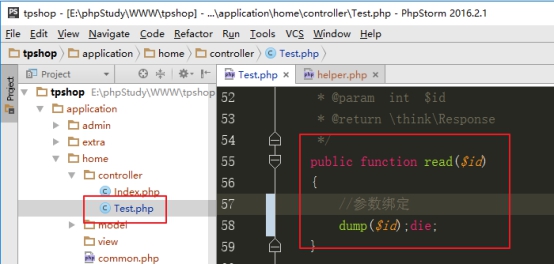 tpshop - [E:\phpStudy\WWW\tpshop] - ...\application\home\controller\Test.php - PhpStorm 2016.2.1
File Edit View Navigate Code Refactor Run Tools VCS Window Help
tpshop application home controller Test.php
Project
Project
Test.php
helper.php
tpshop E:\phpStudy\WWW\tpshop
application
admin
extra
home
controller
Index.php
Test.php
model
view
common.php
52 * @param int $id
53 * @return \think\Response
54 */
55 public function read($id)
56 {
57 //参数绑定
58 dump($id);die;
59 }